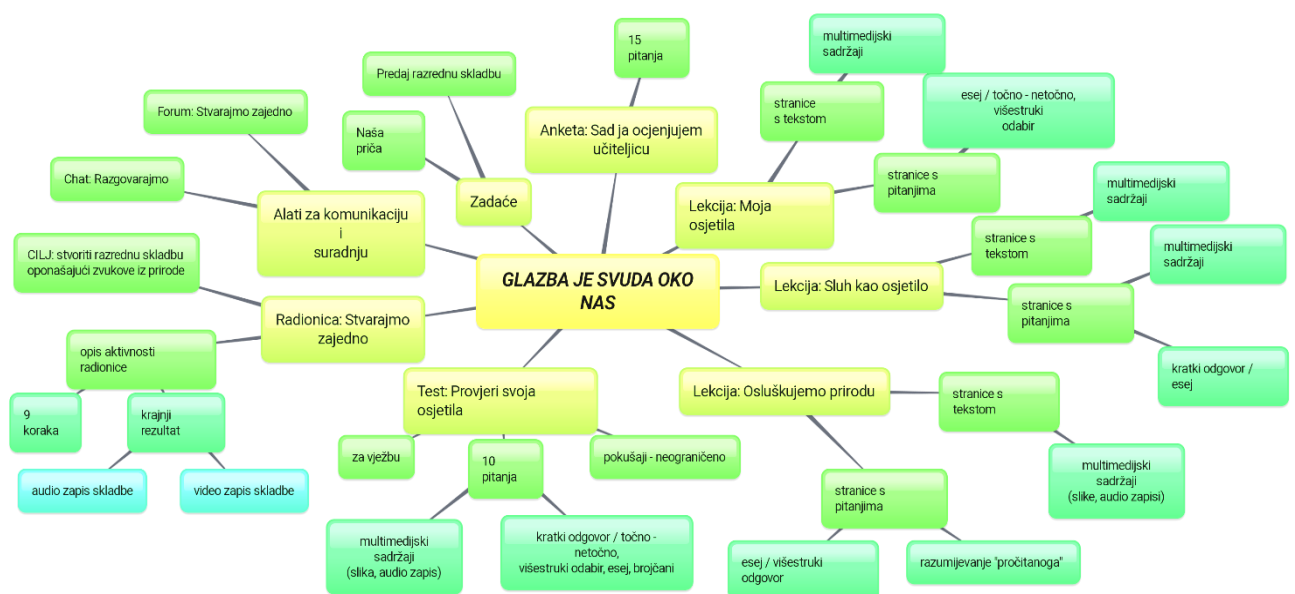 GLAZBA JE SVUDA OKO
NAS
Anketa: Sad ja ocjenjujem
učiteljicu
15
pitanja
Zadaće
Predaj razrednu skladbu
Naša
priča
Alati za komunikaciju
i
suradnju
Forum: Stvarajmo zajedno
Chat: Razgovarajmo
Radionica: Stvarajmo
zajedno
CILJ: stvoriti razrednu skladbu
oponašajući zvukove iz prirode
opis aktivnosti
radionice
9
koraka
krajnji
rezultat
audio zapis skladbe
video zapis skladbe
Test: Provjeri svoja
osjetila
za vježbu
10
pitanja
pokušaji - neograničeno
multimedijski
sadržaji
(slika, audio zapis)
kratki odgovor / točno -
netočno,
višestruki odabir, esej, brojčani
Lekcija: Moja
osjetila
stranice
s tekstom
multimedijski
sadržaji
stranice s
pitanjima
esej / točno - netočno,
višestruki
odabir
Lekcija: Sluh kao osjetilo
stranice s
tekstom
multimedijski
sadržaji
stranice s
pitanjima
multimedijski
sadržaji
kratki odgovor /
esej
Lekcija: Osluškujemo prirodu
stranice s
tekstom
multimedijski
sadržaji
(slike, audio zapisi)
stranice s
pitanjima
esej / višestruki
odgovor
razumijevanje "pročitanoga"